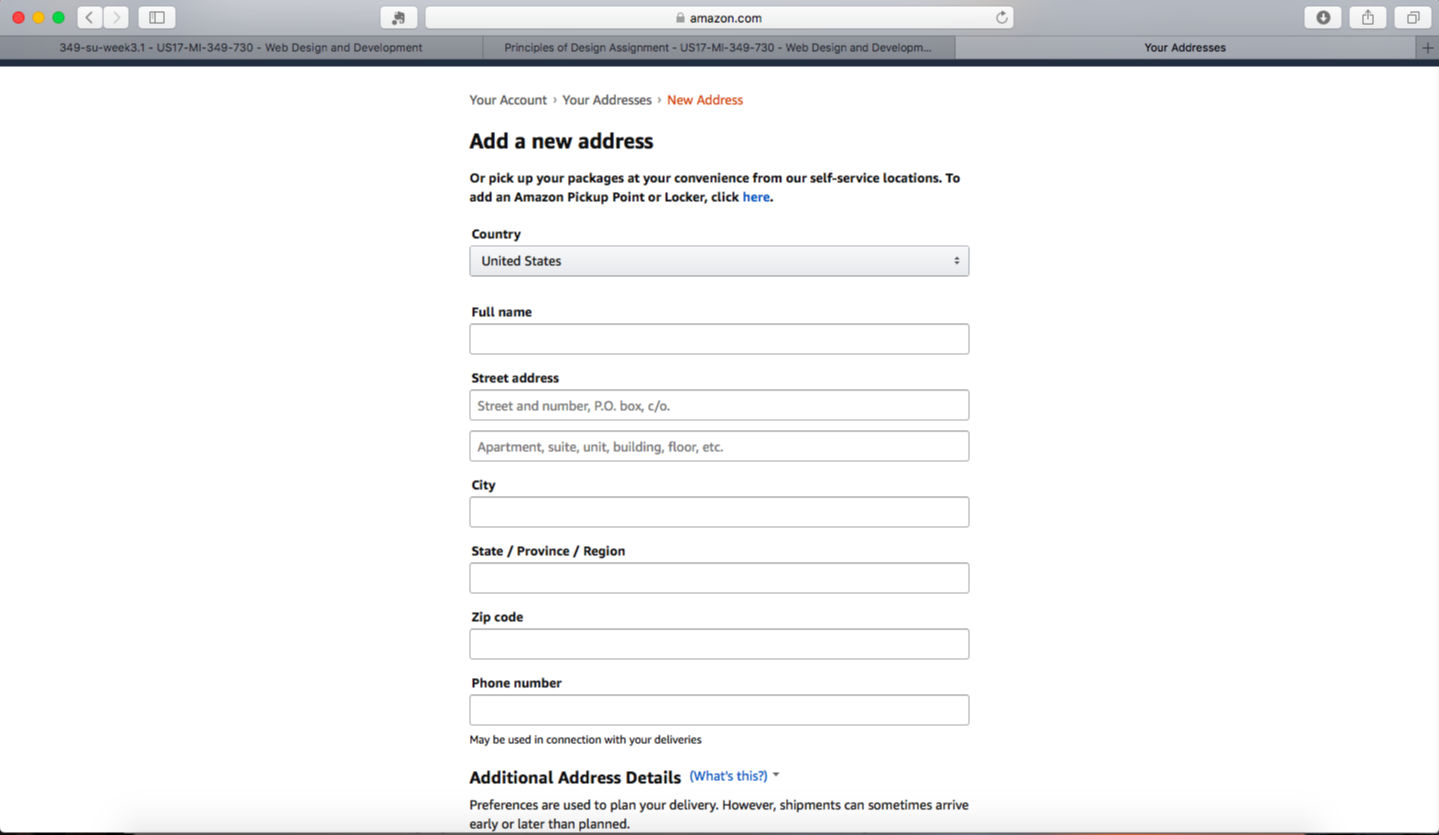 amazon.com
349-su-week3.1 - US17-MI-349-730 - Web Design and Development
Principles of Design Assignment - US17-MI-349-730 - Web Design and Developm...
Your Addresses
Your Account › Your Addresses › New Address
Add a new address
Or pick up your packages at your convenience from our self-service locations. To
add an Amazon Pickup Point or Locker, click here.
Country
United States
Full name
Street address
Street and number, P.O. box, c/o.
Apartment, suite, unit, building, floor, etc.
City
State / Province / Region
Zip code
Phone number
May be used in connection with your deliveries
Additional Address Details (What's this?)
Preferences are used to plan your delivery. However, shipments can sometimes arrive
early or later than planned.